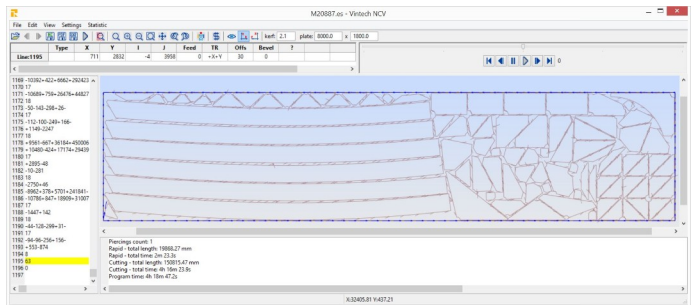 M20887.es - Vintech NCV
File Edit View Settings Statistic
kerf: 2.1 plate: 8000.0 x 1800.0
Type X Y I J Feed TR Offs Bevel ?
Line:1195 711 2832 -4 3958 0 +X+Y 30 0
0
1169 -10392+422+6662+292423
1170 17
1171 -10689+759+26476+44827
1172 18
1173 -50-143-208+26-
1174 17
1175 -112-100-249+166-
1176 +1149-2247
1177 18
1178 +9561-667+36184+450006
1179 +10480-424+17174+29439
1180 17
1181 +2895-48
1182 -10-281
1183 18
1184 -2750+46
1185 -8962+378+5701+241841-
1186 -10786+847+18909+31007
1187 17
1188 -1447+142
1189 18
1190 -44-128-299+31-
1191 17
1192 -94-96-256+156-
1193 +353-874
1194 8
1195 63
1196 0
1197
Piercings count: 1
Rapid - total length: 19868.27 mm
Rapid - total time: 2m 23.3s
Cutting - total length: 150815.47 mm
Cutting - total time: 4h 16m 23.9s
Program time: 4h 18m 47.2s
X:32405.81 Y:437.21